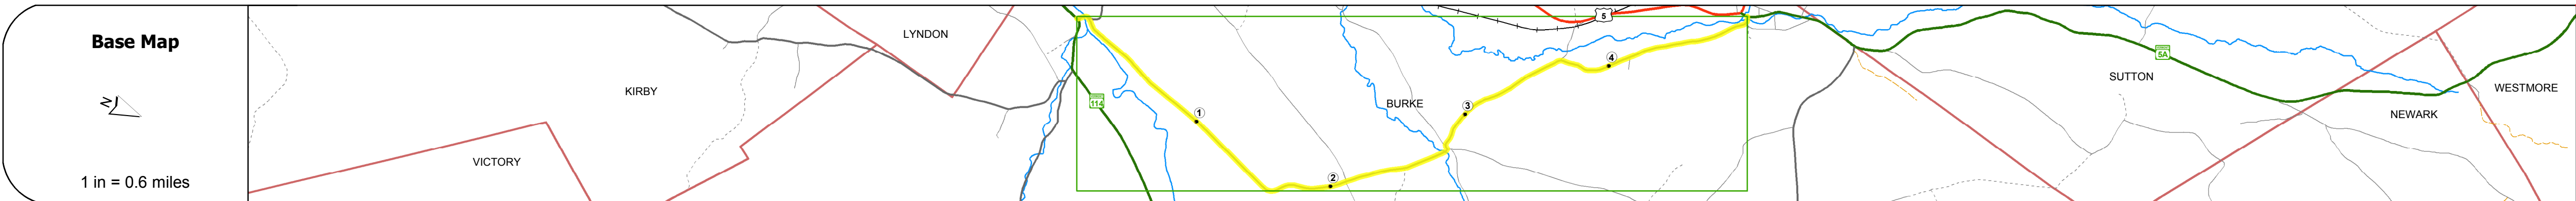 Base Map
N
1 in = 0.6 miles
VICTORY
KIRBY
LYNDON
114
1
2
BURKE
3
5
4
SUTTON
5A
NEWARK
WESTMORE